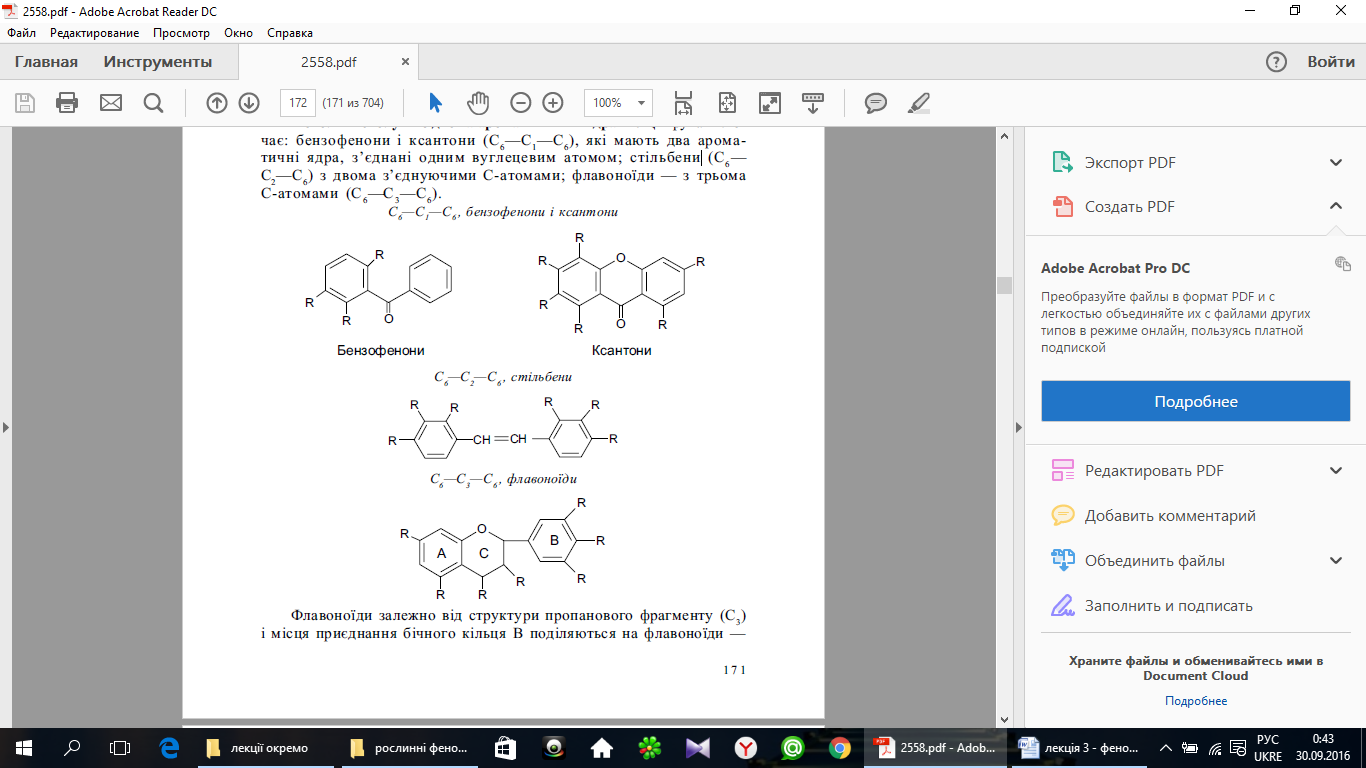 2558.pdf - Adobe Acrobat Reader DC
Файл Редактирование Просмотр Окно Справка
Главная Инструменты 2558.pdf × ? Войти
172 (171 из 704) 100%
чає: бензофенони і ксантони (C6—C1—C6), які мають два арома-
тичні ядра, з’єднані одним вуглецевим атомом; стільбени (C6—
C2—C6) з двома з’єднуючими С-атомами; флавоноїди — з трьома
С-атомами (C6—C3—C6).
C6—C1—C6, бензофенони і ксантони
R
R
R
O
R
R
R
R
O
R
O
R
Бензофенони Ксантони
C6—C2—C6, стільбени
R
R
R
CH
CH
R
R
R
C6—C3—C6, флавоноїди
R
O
A
C
B
R
R
R
R
R
R
Флавоноїди залежно від структури пропанового фрагменту (C3)
і місця приєднання бічного кільця В поділяються на флавоноїди —
171
Экспорт PDF
Создать PDF
Adobe Acrobat Pro DC
Преобразуйте файлы в формат PDF и с
легкостью объединяйте их с файлами других
типов в режиме онлайн, пользуясь платной
подпиской
Подробнее
Редактировать PDF
Добавить комментарий
Объединить файлы
Заполнить и подписать
Храните файлы и обменивайтесь ими в
Document Cloud
Подробнее
лекції окремо
рослинні фено...
2558.pdf - Adob...
лекція 3 - фено...
РУС
UKRE
0:43
30.09.2016